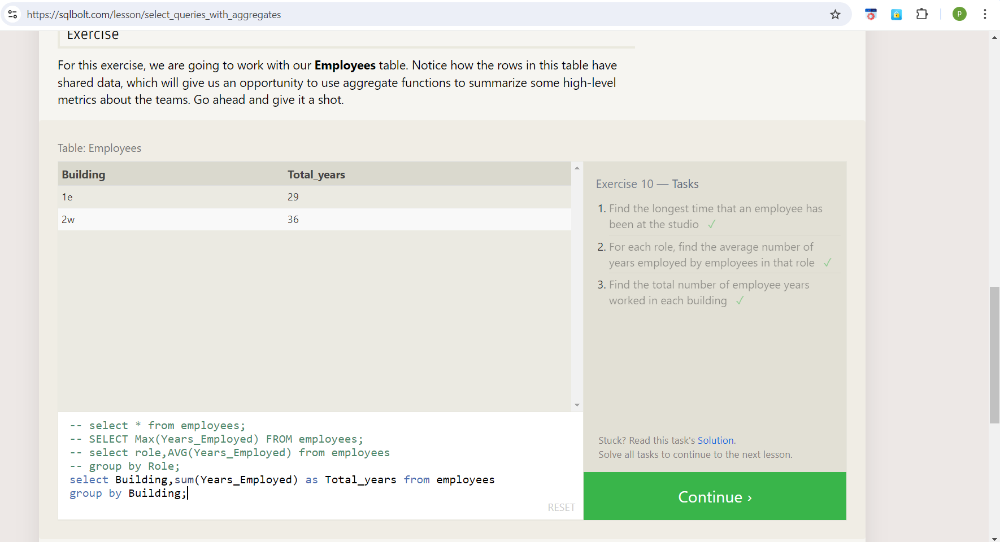 https://sqlbolt.com/lesson/select_queries_with_aggregates
P
Exercise
For this exercise, we are going to work with our Employees table. Notice how the rows in this table have
shared data, which will give us an opportunity to use aggregate functions to summarize some high-level
metrics about the teams. Go ahead and give it a shot.
Table: Employees
Building Total_years
1e 29
2w 36
-- select * from employees;
-- SELECT Max(Years_Employed) FROM employees;
-- select role,AVG(Years_Employed) from employees
-- group by Role;
select Building,sum(Years_Employed) as Total_years from employees
group by Building;
RESET
Exercise 10 — Tasks
1. Find the longest time that an employee has
been at the studio ✓
2. For each role, find the average number of
years employed by employees in that role ✓
3. Find the total number of employee years
worked in each building ✓
Stuck? Read this task's Solution.
Solve all tasks to continue to the next lesson.
Continue ›